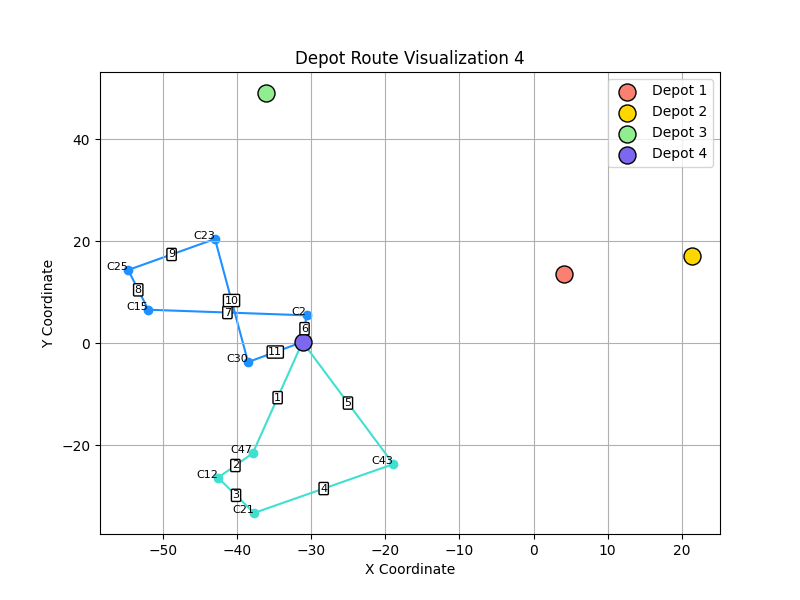 Depot Route Visualization 4
Depot 1
Depot 2
Depot 3
Depot 4
Y Coordinate
40
20
0
−20
C23
C25
9
8
C15
10
7
C2
6
C30
11
1
5
C47
2
C12
C43
3
4
C21
−50
−40
−30
−20
−10
0
10
20
X Coordinate